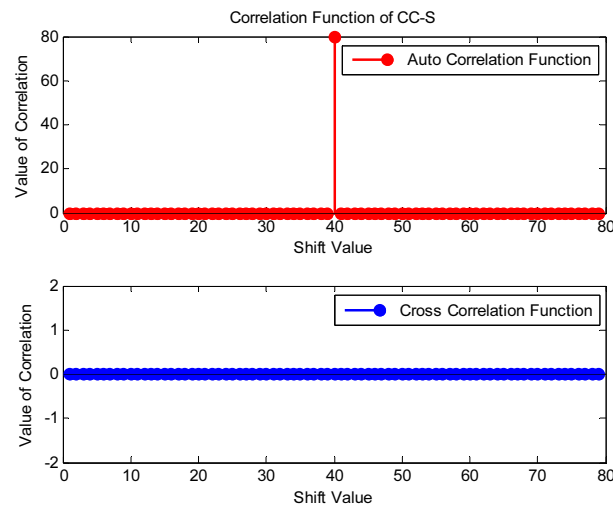 Correlation Function of CC-S
Value of Correlation
80
60
40
20
0
Auto Correlation Function
0 10 20 30 40 50 60 70 80
Shift Value
Value of Correlation
2
1
0
-1
-2
Cross Correlation Function
0 10 20 30 40 50 60 70 80
Shift Value